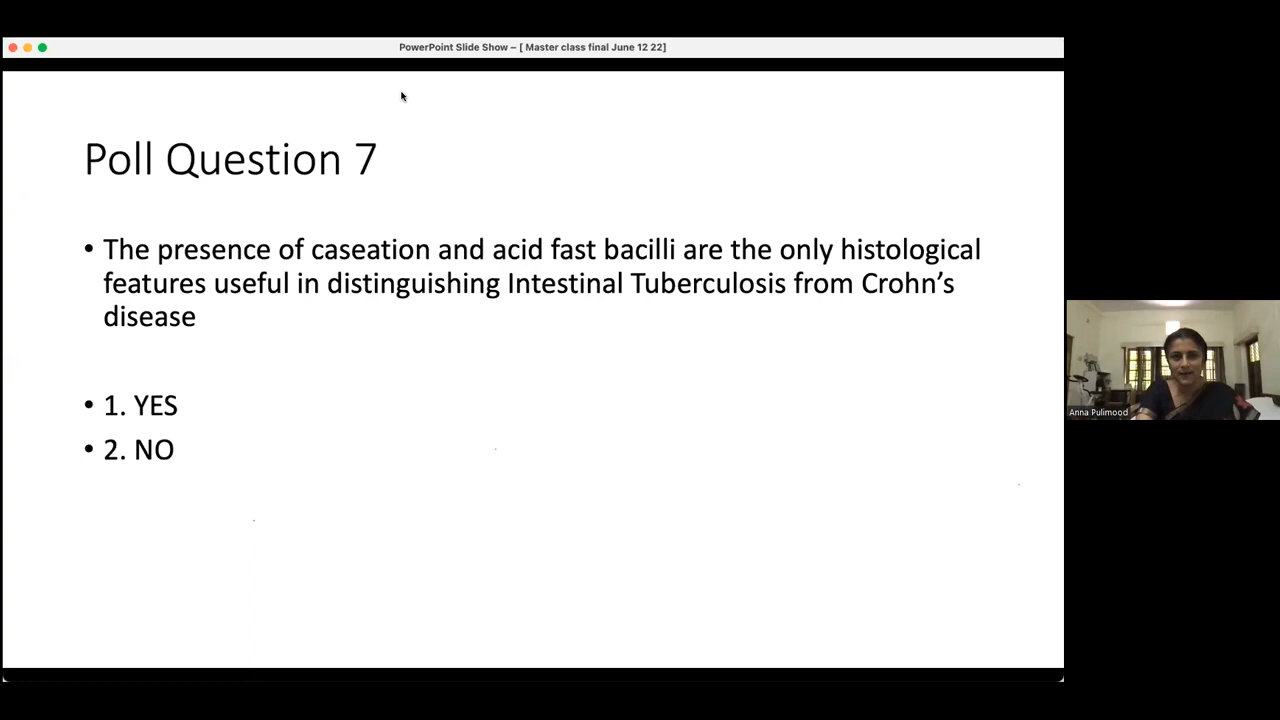 PowerPoint Slide Show – [ Master class final June 12 22]
Poll Question 7
• The presence of caseation and acid fast bacilli are the only histological
features useful in distinguishing Intestinal Tuberculosis from Crohn’s
disease
• 1. YES
• 2. NO
Anna Pulimood